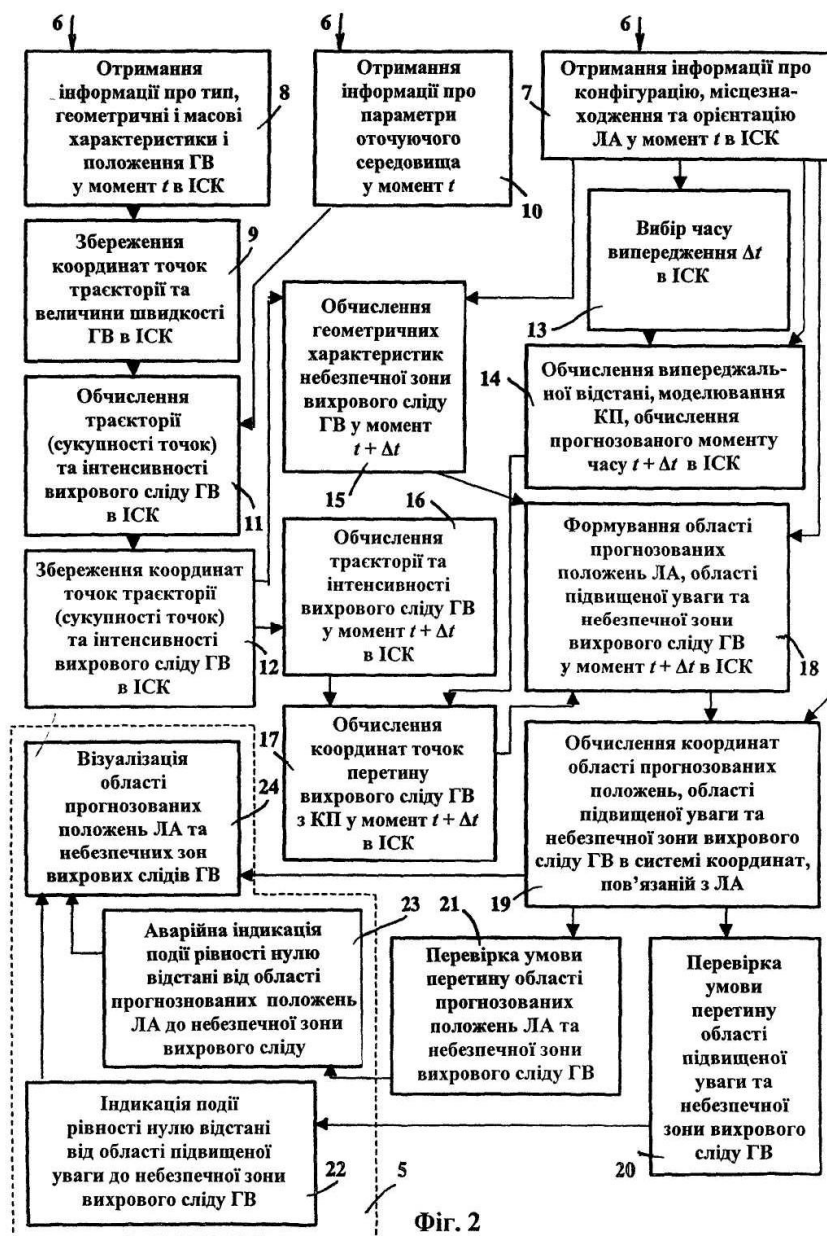 6
6
6
Отримання
інформації про тип,
геометричні і масові
характеристики і
положення ГВ
у момент t в ІСК
8
Отримання
інформації про
параметри
оточуючого
середовища
у момент t
10
7
Отримання інформації про
конфігурацію, місцезна-
ходження та орієнтацію
ЛА у момент t в ІСК
9
Збереження
координат точок
траєкторії та
величини швидкості
ГВ в ІСК
Вибір часу
випередження Δt
в ІСК
13
Обчислення
геометричних
характеристик
небезпечної зони
вихрового сліду
ГВ у момент
t + Δt
15
Обчислення
траєкторії
(сукупності точок)
та інтенсивності
вихрового сліду ГВ
в ІСК
11
14
Обчислення випереджаль-
ної відстані, моделювання
КП, обчислення
прогнозованого моменту
часу t + Δt в ІСК
16
Обчислення
траєкторії та
інтенсивності
вихрового сліду ГВ
у момент t + Δt
в ІСК
Формування області
прогнозованих
положень ЛА, області
підвищеної уваги та
небезпечної зони
вихрового сліду ГВ
у момент t + Δt в ІСК
18
Збереження координат
точок траєкторії
(сукупності точок)
та інтенсивності
вихрового сліду ГВ
в ІСК
12
17
Обчислення
координат точок
перетину
вихрового сліду ГВ
з КП у момент t + Δt
в ІСК
Обчислення координат
області прогнозованих
положень, області
підвищеної уваги та
небезпечної зони вихрового
сліду ГВ в системі координат,
пов’язаній з ЛА
19
Візуалізація
області
прогнозованих
положень ЛА та
небезпечних зон
вихрових слідів ГВ
24
23
Аварійна індикація
події рівності нулю
відстані від області
прогнознованих положень
ЛА до небезпечної зони
вихрового сліду
21
Перевірка умови
перетину області
прогнозованих
положень ЛА та
небезпечної зони
вихрового сліду ГВ
Перевірка
умови
перетину
області
підвищеної
уваги та
небезпечної
зони вихрового
сліду ГВ
20
Індикація події
рівності нулю відстані
від області підвищеної
уваги до небезпечної зони
вихрового сліду ГВ
22
5
Фіг. 2